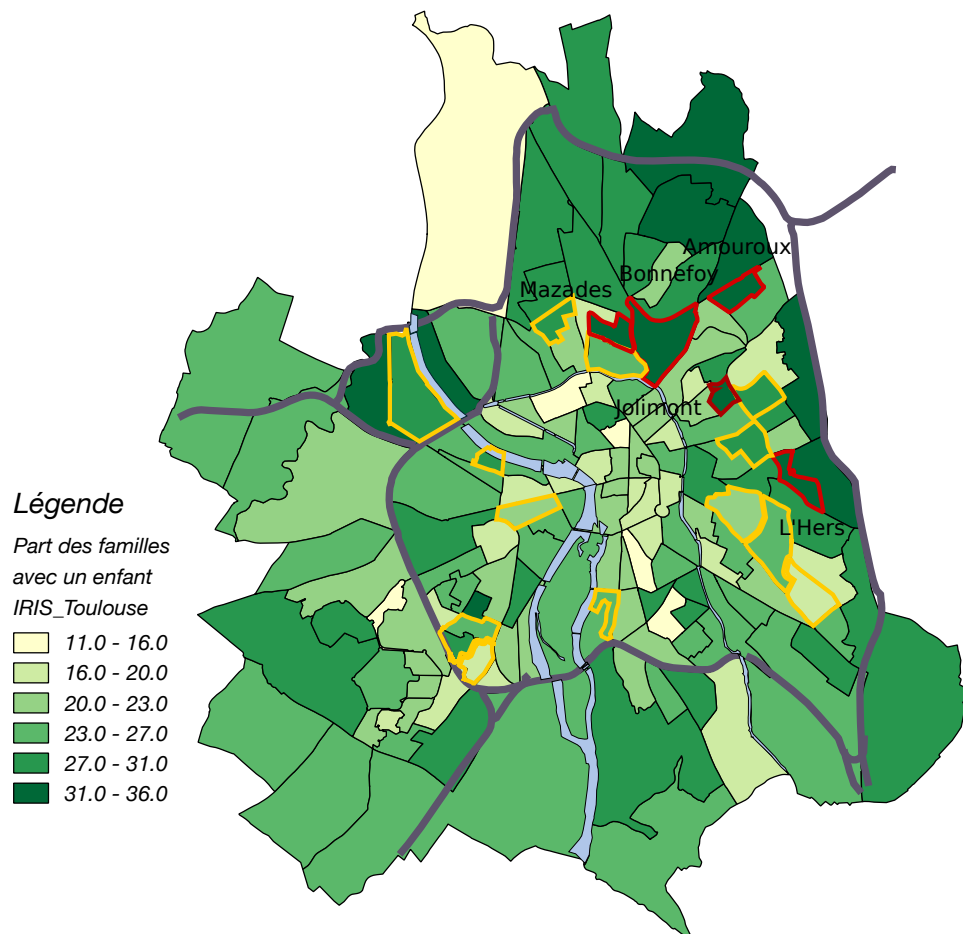 Amouroux
Bonnefoy
Mazades
Jolimont
L'Hers
Légende
Part des familles
avec un enfant
IRIS_Toulouse
11.0 - 16.0
16.0 - 20.0
20.0 - 23.0
23.0 - 27.0
27.0 - 31.0
31.0 - 36.0